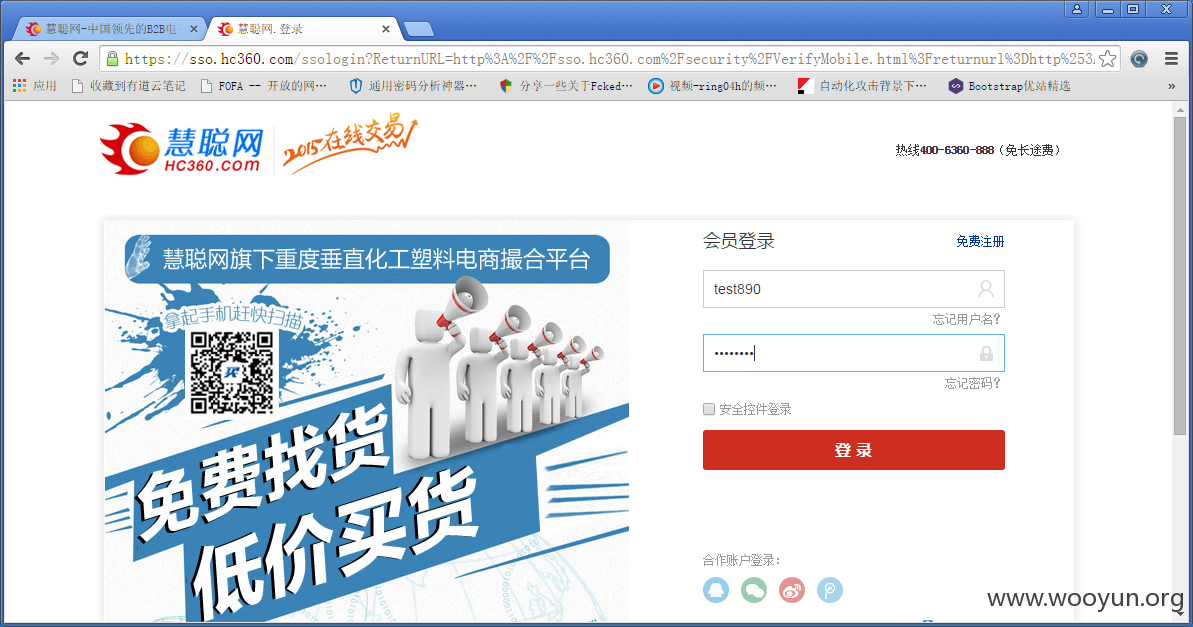 慧聪网-中国领先的B2B电
慧聪网.登录
https://sso.hc360.com/ssologin?ReturnURL=http%3A%2F%2Fsso.hc360.com%2Fsecurity%2FVerifyMobile.html%3Freturnurl%3Dhttp%253
应用 收藏到有道云笔记 FOFA -- 开放的网… 通用密码分析神器… 分享一些关于Fcked… 视频-ring04h的频… 自动化攻击背景下… Bootstrap优站精选 »
慧聪网
HC360.com
2015在线交易
热线400-6360-888（免长途费）
慧聪网旗下重度垂直化工塑料电商撮合平台
拿起手机赶快扫描
买
免费找货
低价买货
会员登录 免费注册
test890
忘记用户名?
忘记密码?
安全控件登录
登 录
合作账户登录：
www.wooyun.org